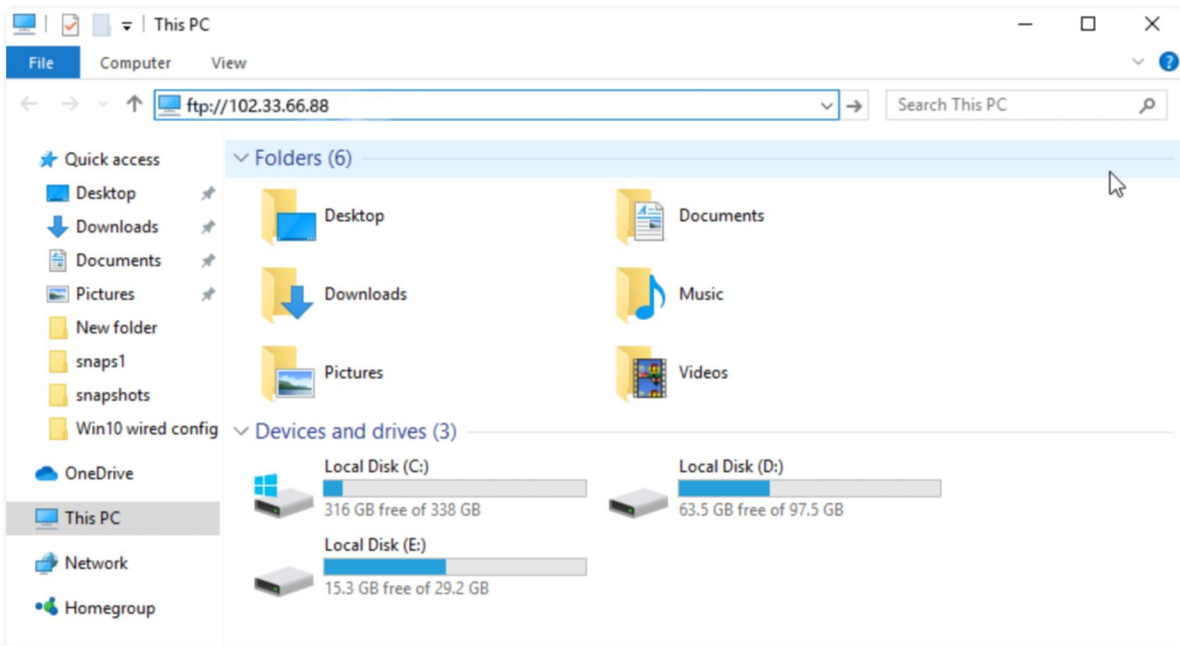 This PC
File Computer View
ftp://102.33.66.88 Search This PC
Quick access
Desktop
Downloads
Documents
Pictures
New folder
snaps1
snapshots
Win10 wired config
OneDrive
This PC
Network
Homegroup
Folders (6)
Desktop Documents
Downloads Music
Pictures Videos
Devices and drives (3)
Local Disk (C:) Local Disk (D:)
316 GB free of 338 GB 63.5 GB free of 97.5 GB
Local Disk (E:)
15.3 GB free of 29.2 GB